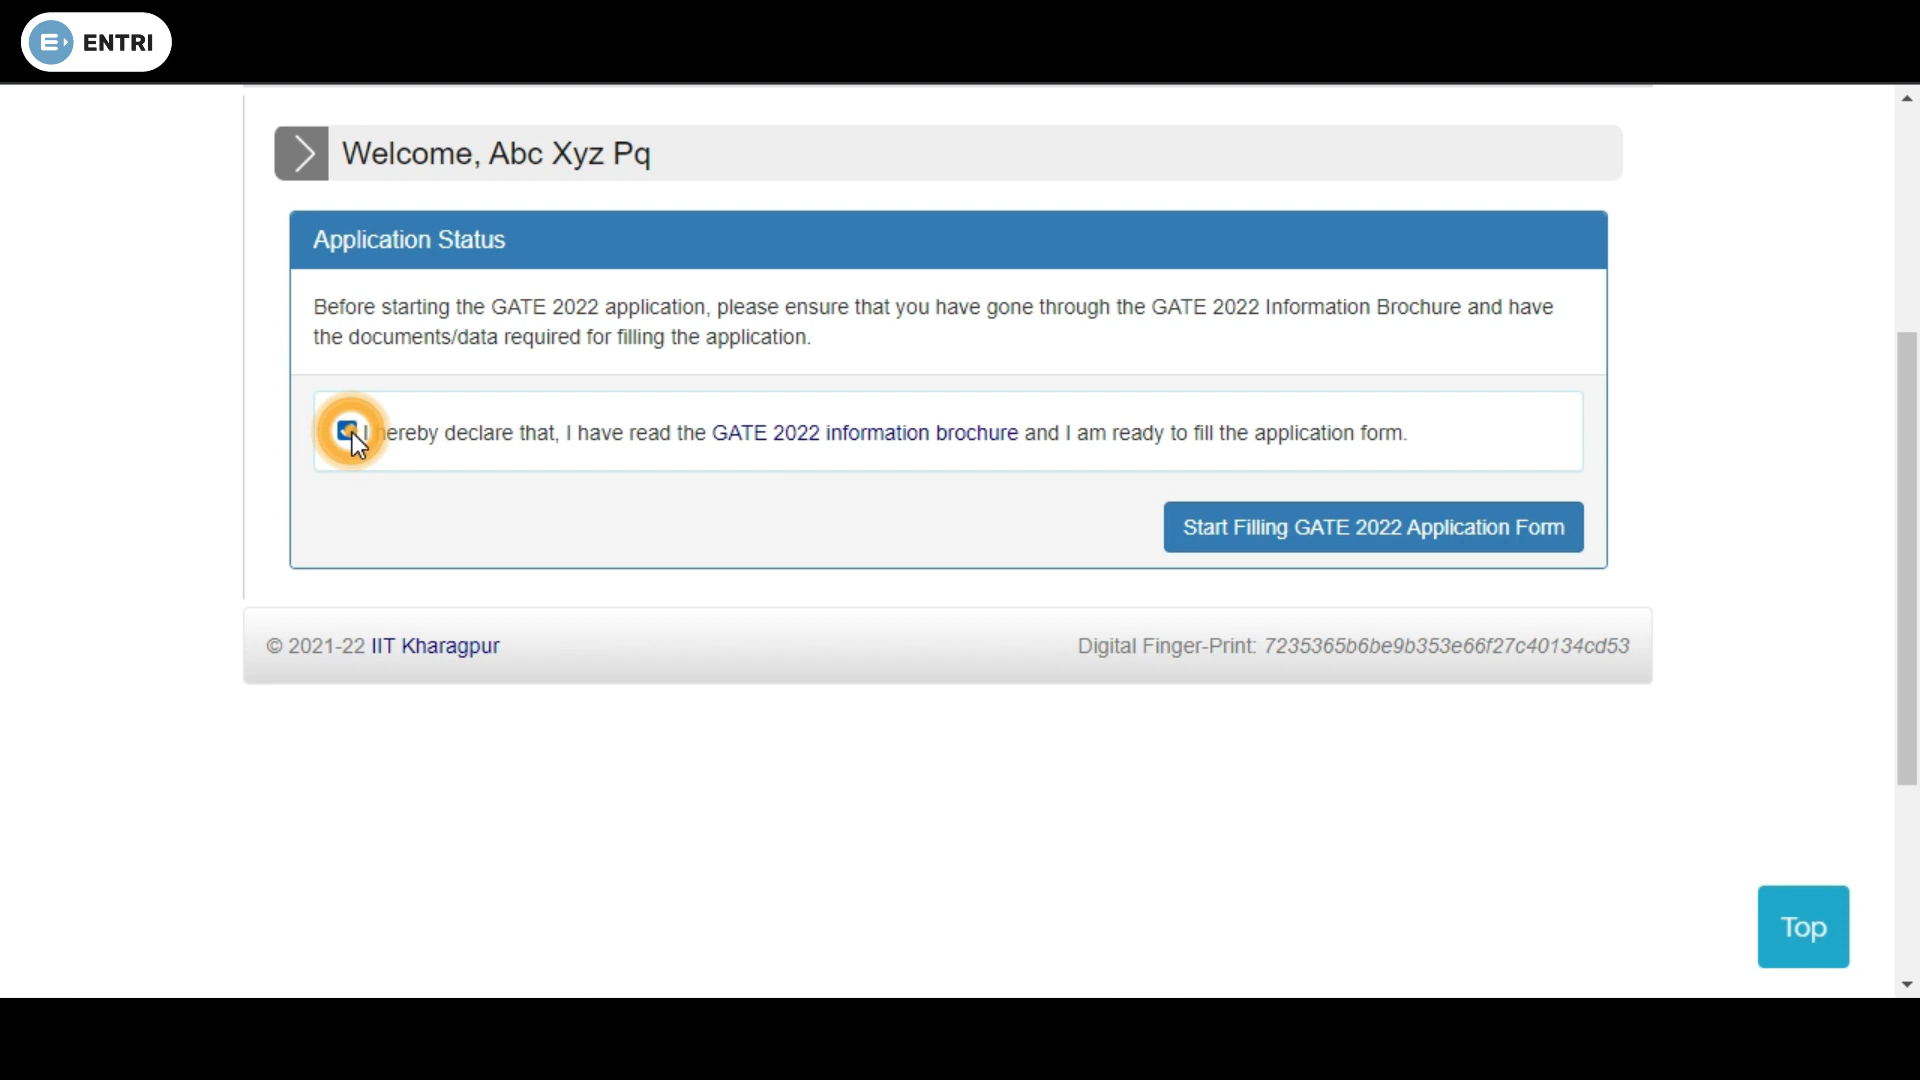 ENTRI
Welcome, Abc Xyz Pq
Application Status
Before starting the GATE 2022 application, please ensure that you have gone through the GATE 2022 Information Brochure and have
the documents/data required for filling the application.
I hereby declare that, I have read the GATE 2022 information brochure and I am ready to fill the application form.
Start Filling GATE 2022 Application Form
© 2021-22 IIT Kharagpur
Digital Finger-Print: 7235365b6be9b353e66f27c40134cd53
Top